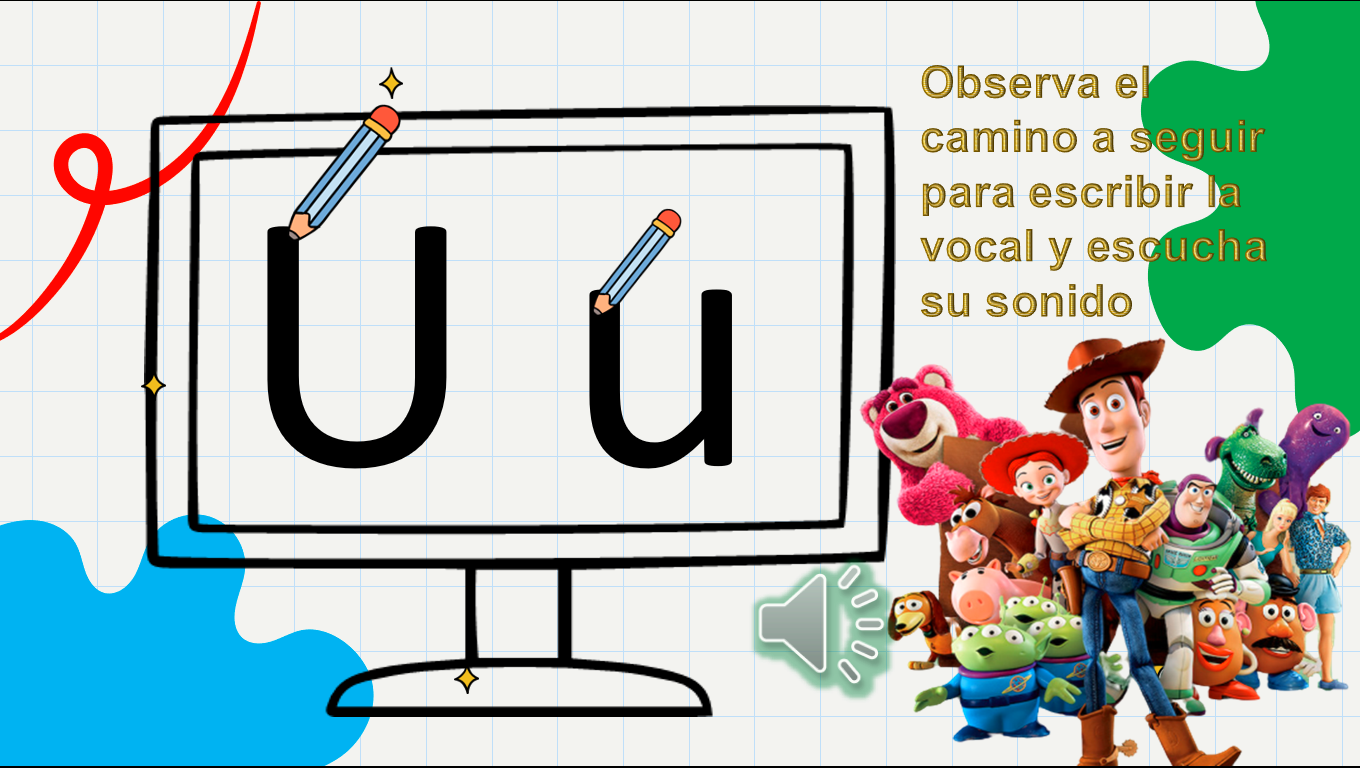 U u
Observa el
camino a seguir
para escribir la
vocal y escucha
su sonido